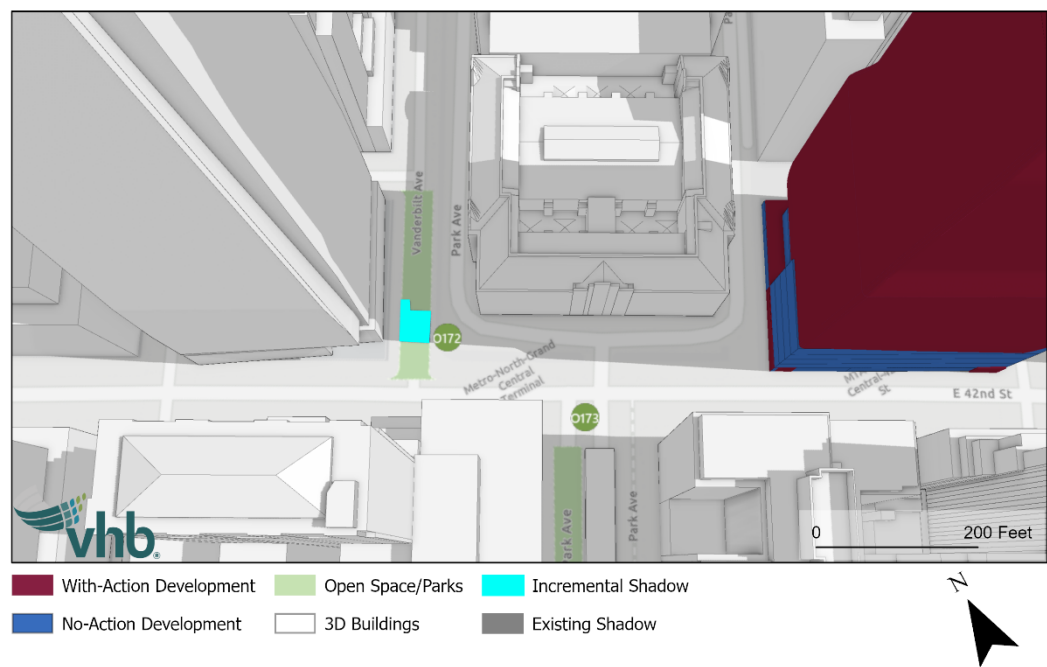 Pa
Vanderbilt Ave
Park Ave
O172
Metro-North-Grand
Central
Terminal
MTA
Central-4
St
E 42nd St
O173
Park Ave
Park Ave
vhb.
0 200 Feet
With-Action Development
Open Space/Parks
Incremental Shadow
No-Action Development
3D Buildings
Existing Shadow
N